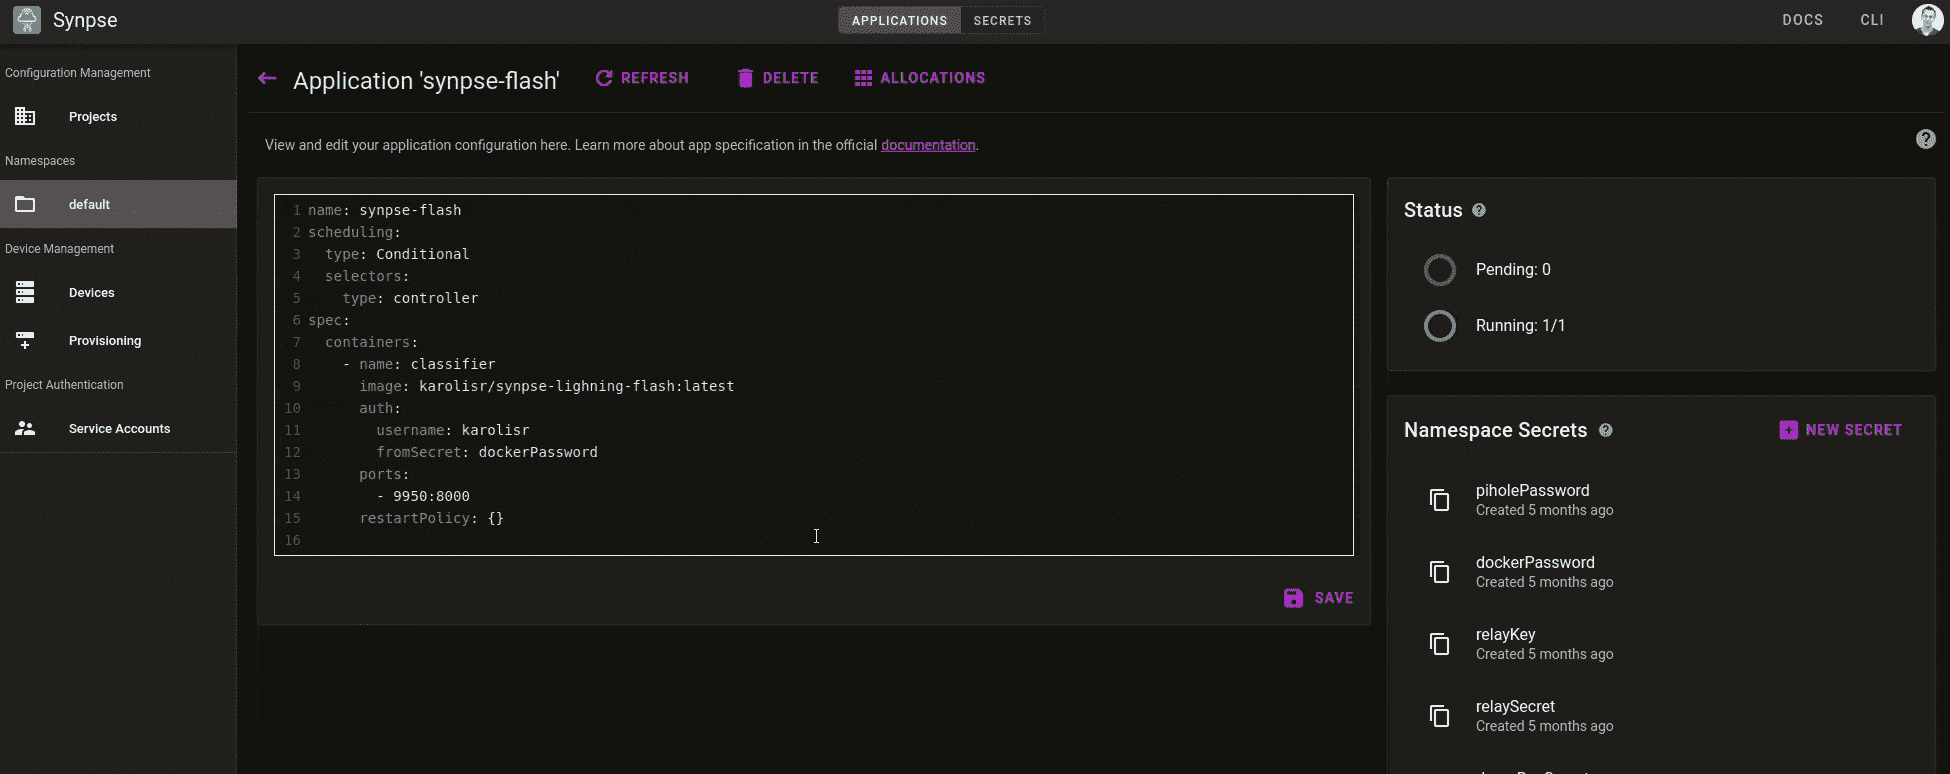 Synpse
APPLICATIONS
SECRETS
DOCS
CLI
Configuration Management
Projects
Namespaces
default
Device Management
Devices
Provisioning
Project Authentication
Service Accounts
Application 'synpse-flash'
REFRESH
DELETE
ALLOCATIONS
View and edit your application configuration here. Learn more about app specification in the official documentation.
1 name: synpse-flash
2 scheduling:
3 type: Conditional
4 selectors:
5 type: controller
6 spec:
7 containers:
8 - name: classifier
9 image: karolisr/synpse-lighning-flash:latest
10 auth:
11 username: karolisr
12 fromSecret: dockerPassword
13 ports:
14 - 9950:8000
15 restartPolicy: {}
16
SAVE
Status
Pending: 0
Running: 1/1
Namespace Secrets
NEW SECRET
piholePassword
Created 5 months ago
dockerPassword
Created 5 months ago
relayKey
Created 5 months ago
relaySecret
Created 5 months ago